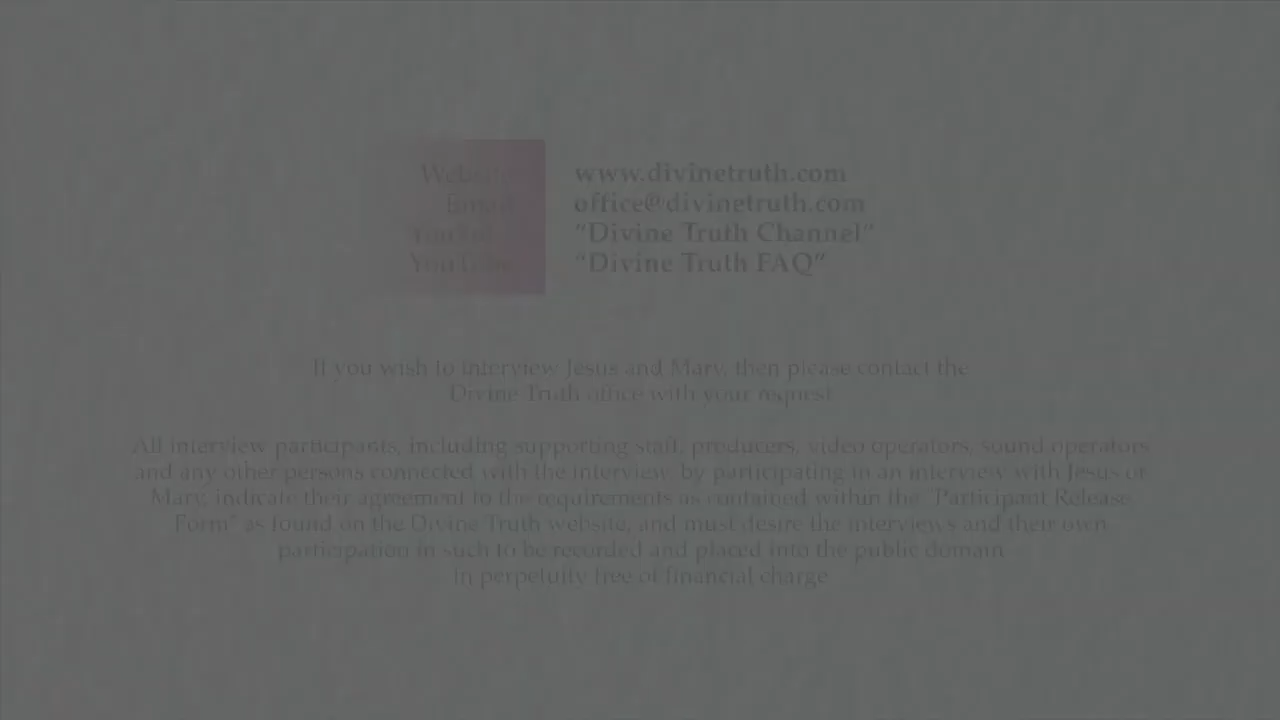 Website www.divinetruth.com
Email office@divinetruth.com
YouTube “Divine Truth Channel”
YouTube “Divine Truth FAQ”
If you wish to interview Jesus and Mary, then please contact the
Divine Truth office with your request
All interview participants, including supporting staff, producers, video operators, sound operators
and any other persons connected with the interview, by participating in an interview with Jesus or
Mary, indicate their agreement to the requirements as contained within the “Participant Release
Form” as found on the Divine Truth website, and must desire the interviews and their own
participation in such to be recorded and placed into the public domain
in perpetuity free of financial charge